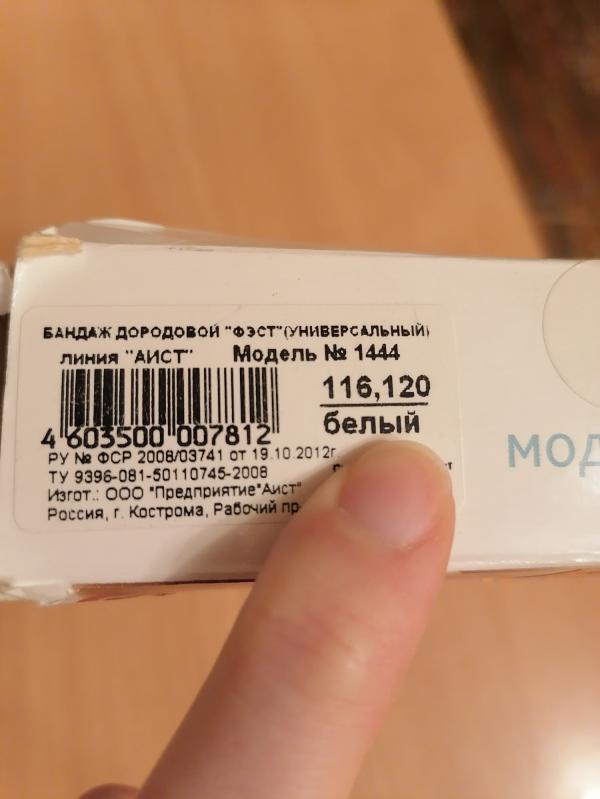 БАНДАЖ ДОРОДОВОЙ "ФЭСТ"(УНИВЕРСАЛЬНЫЙ)
ЛИНИЯ "АИСТ" Модель № 1444
116,120
белый
4 603500 007812
РУ № ФСР 2008/03741 от 19.10.2012г.
ТУ 9396-081-50110745-2008
Изгот.: ООО "Предприятие"Аист"
Россия, г. Кострома, Рабочий пр-
МОД